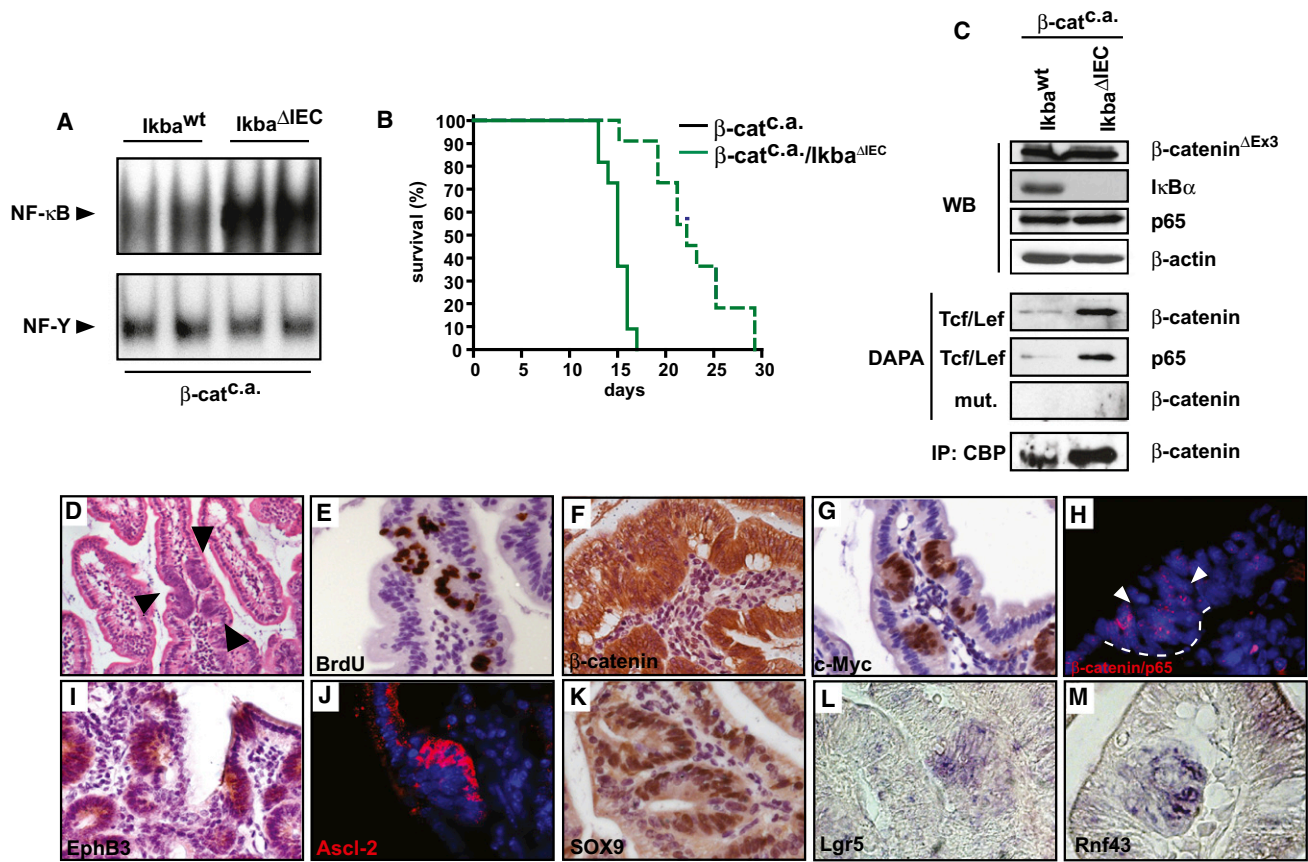 A
Ikba^wt Ikba^ΔIEC
NF-κB
NF-Y
β-cat^c.a.
B
100
90
80
70
60
50
40
30
20
10
0
survival (%)
0 5 10 15 20 25 30
days
β-cat^c.a.
β-cat^c.a./Ikba^ΔIEC
C
β-cat^c.a.
Ikba^wt
Ikba^ΔIEC
WB
β-catenin^ΔEx3
IκBα
p65
β-actin
DAPA
Tcf/Lef β-catenin
Tcf/Lef p65
mut. β-catenin
IP: CBP β-catenin
D
E
BrdU
F
β-catenin
G
c-Myc
H
β-catenin/p65
I
EphB3
J
Ascl-2
K
SOX9
L
Lgr5
M
Rnf43